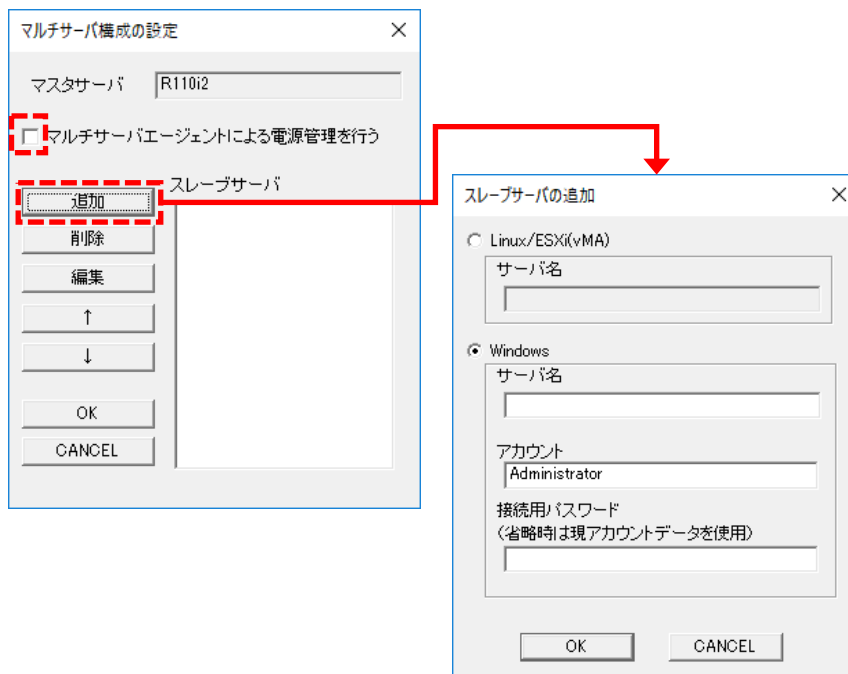 マルチサーバ構成の設定
マスタサーバ R110i2
マルチサーバエージェントによる電源管理を行う
スレーブサーバ
追加
削除
編集
↑
↓
OK
CANCEL
スレーブサーバの追加
Linux/ESXi(vMA)
サーバ名
Windows
サーバ名
アカウント
Administrator
接続用パスワード
(省略時は現アカウントデータを使用)
OK CANCEL